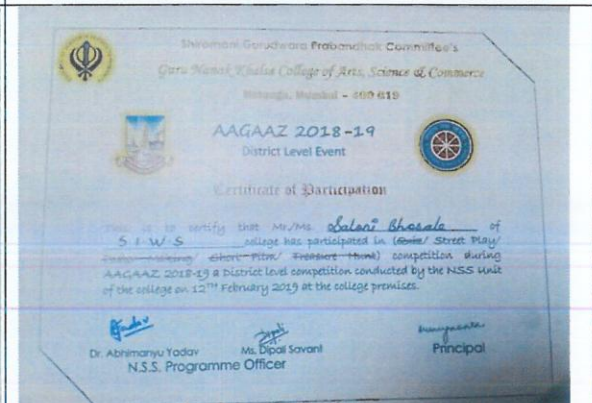 Shiromani Gurudwara Prabandhak Committee's
Guru Nanak Khalsa College of Arts, Science & Commerce
Matunga, Mumbai - 400 019
AAGAAZ 2018-19
District Level Event
Certificate of Participation
This is to certify that Mr./Ms. Saloni Bhosale of
S I W S college has participated in (Quiz/ Street Play/
Poster Making/ Short Film/ Treasure Hunt) competition during
AAGAAZ 2018-19 a District level competition conducted by the NSS Unit
of the college on 12TH February 2019 at the college premises.
Dr. Abhimanyu Yadav Ms. Dipali Savant Principal
N.S.S. Programme Officer